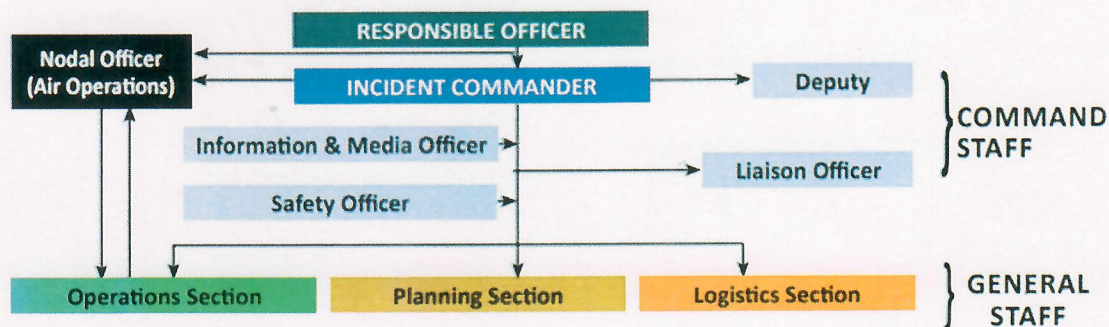 RESPONSIBLE OFFICER
Nodal Officer
(Air Operations)
INCIDENT COMMANDER
Deputy
COMMAND
STAFF
Information & Media Officer
Liaison Officer
Safety Officer
Operations Section
Planning Section
Logistics Section
GENERAL
STAFF